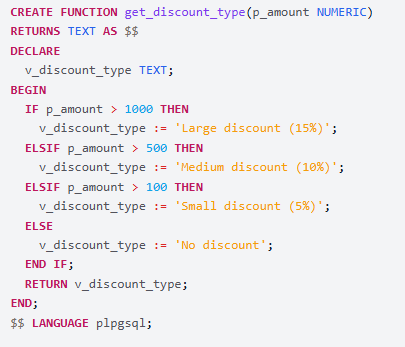 CREATE FUNCTION get_discount_type(p_amount NUMERIC)
RETURNS TEXT AS $$
DECLARE
  v_discount_type TEXT;
BEGIN
  IF p_amount > 1000 THEN
    v_discount_type := 'Large discount (15%)';
  ELSIF p_amount > 500 THEN
    v_discount_type := 'Medium discount (10%)';
  ELSIF p_amount > 100 THEN
    v_discount_type := 'Small discount (5%)';
  ELSE
    v_discount_type := 'No discount';
  END IF;
  RETURN v_discount_type;
END;
$$ LANGUAGE plpgsql;